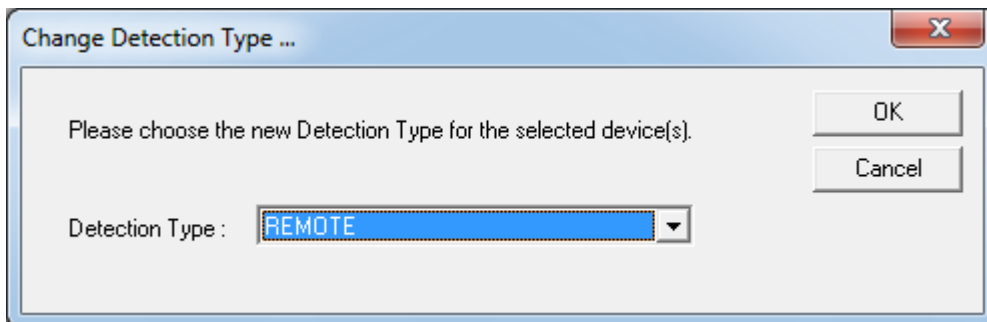 Change Detection Type ...
Please choose the new Detection Type for the selected device(s).
OK
Cancel
Detection Type :
REMOTE